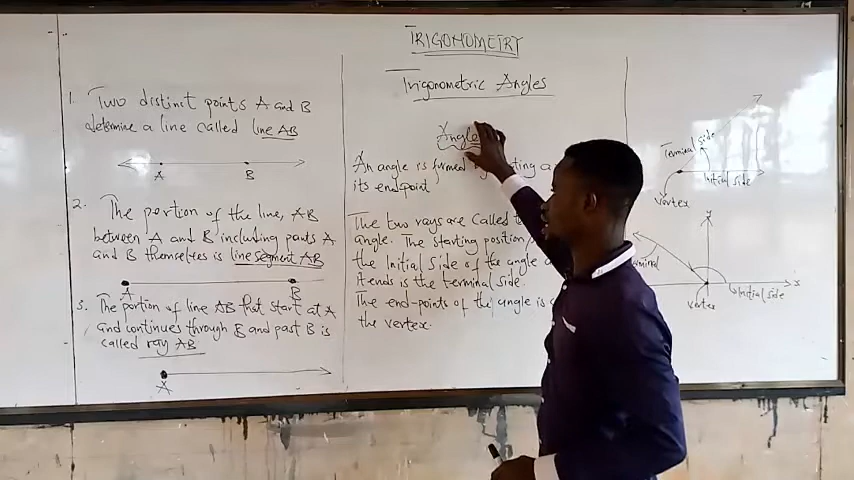 TRIGONOMETRY
Trigonometric Angles
1. Two distinct points A and B
determine a line called line AB
A B
2. The portion of the line, AB
between A and B including points A
and B themselves is line segment AB
A B
3. The portion of line AB that start at A
and continues through B and past B is
called ray AB
A
Angle
An angle is formed by
its endpoint
The two rays are called
angle. The starting position
the Initial side of the angle
ends is the terminal side.
The end-points of the angle is
the vertex.
Terminal side
Initial side
Vertex
y
x
Initial side
vertex